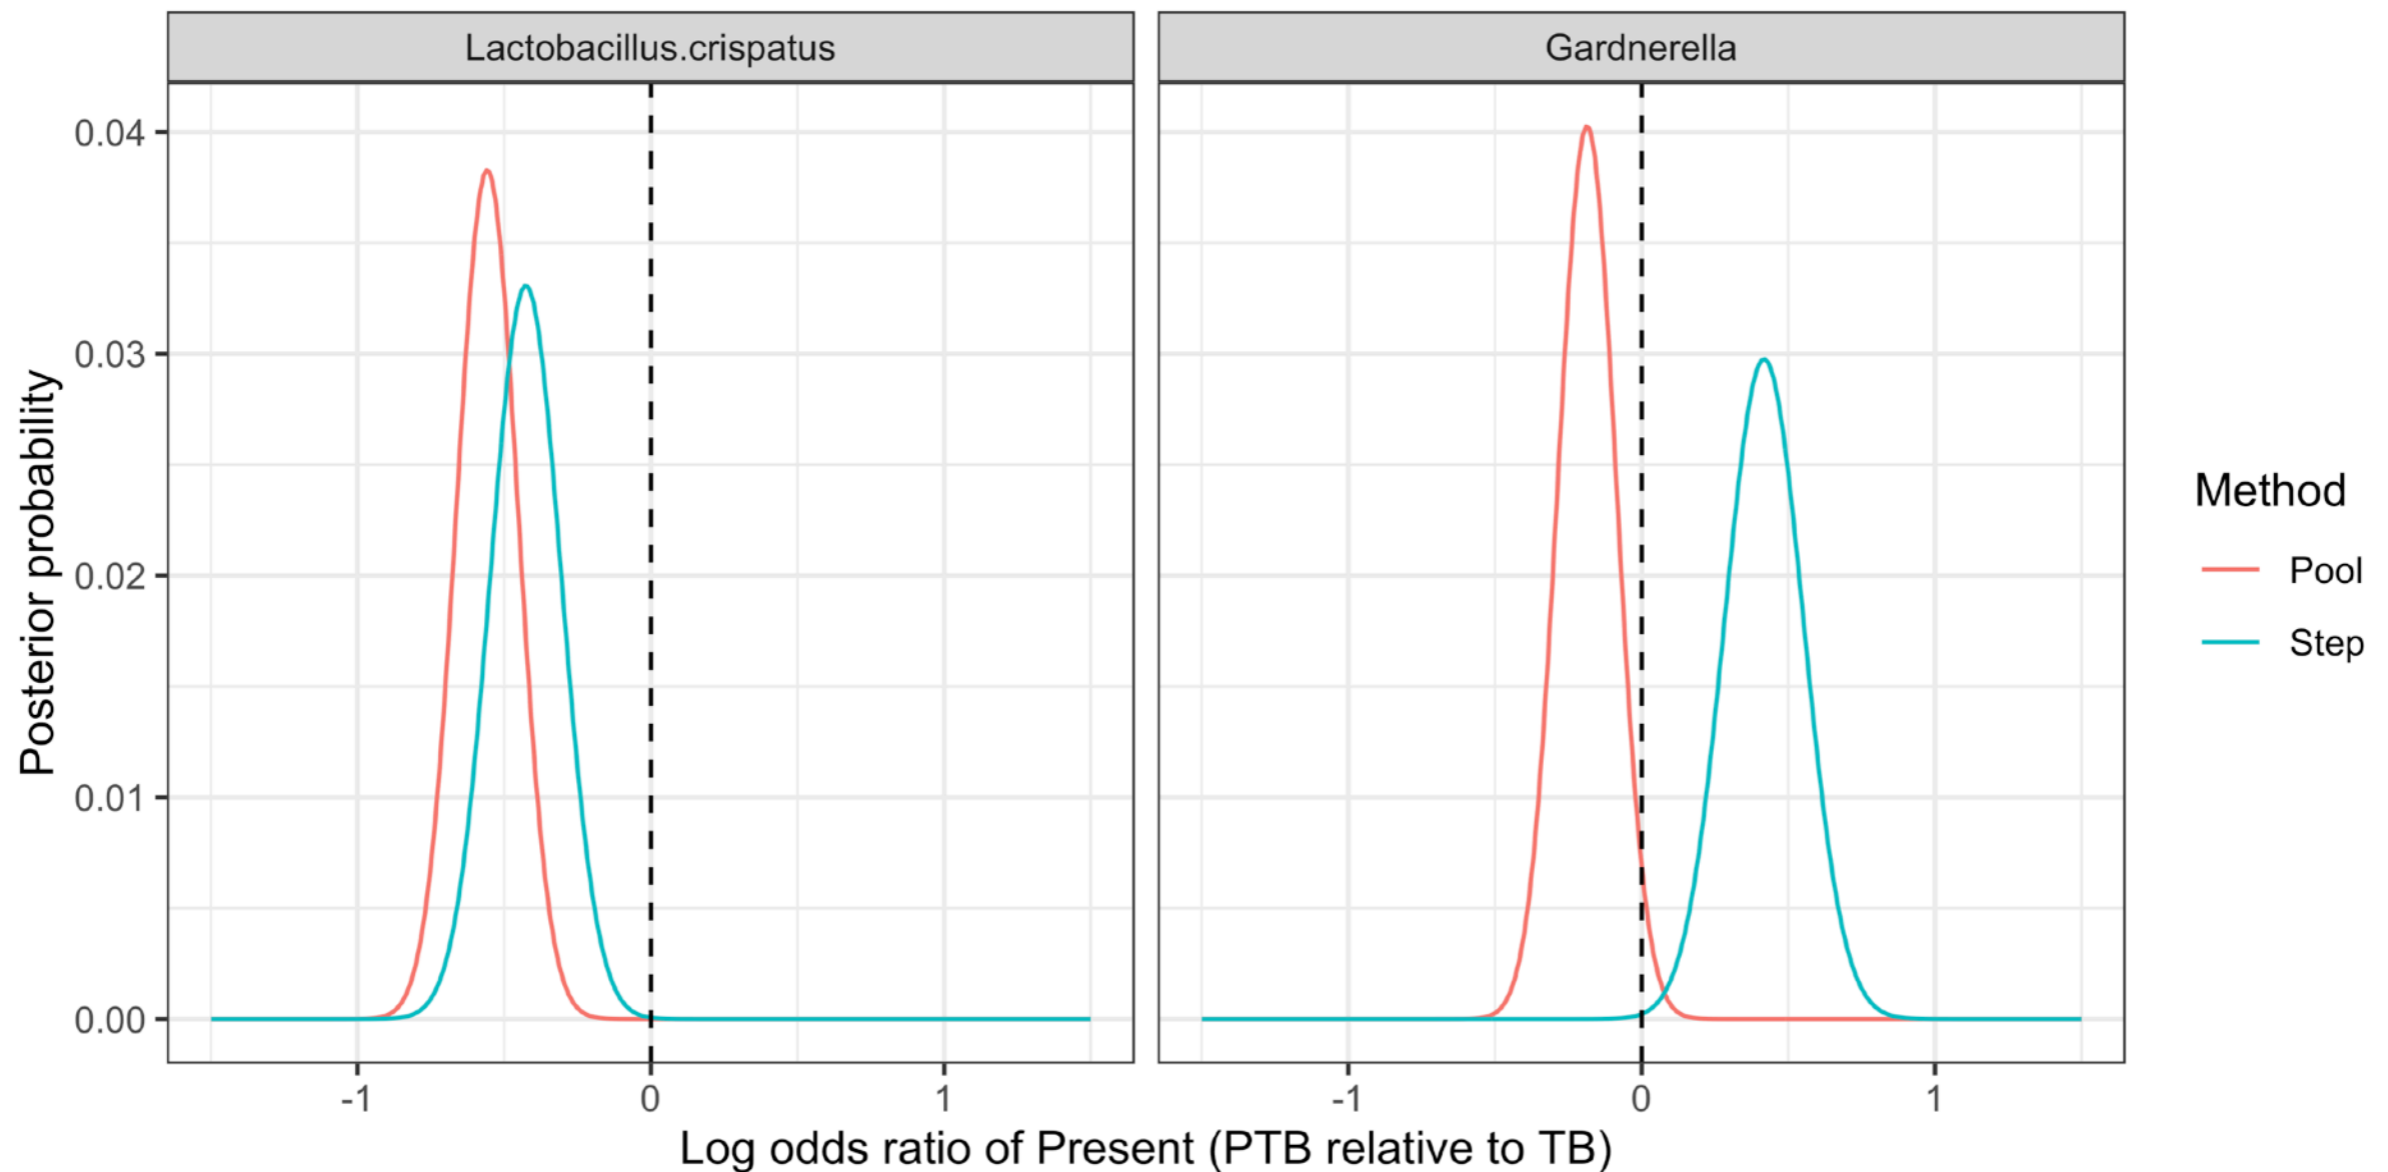 Lactobacillus.crispatus
Gardnerella
0.04
0.03
0.02
0.01
0.00
Posterior probability
-1 0 1
-1 0 1
Log odds ratio of Present (PTB relative to TB)
Method
Pool
Step